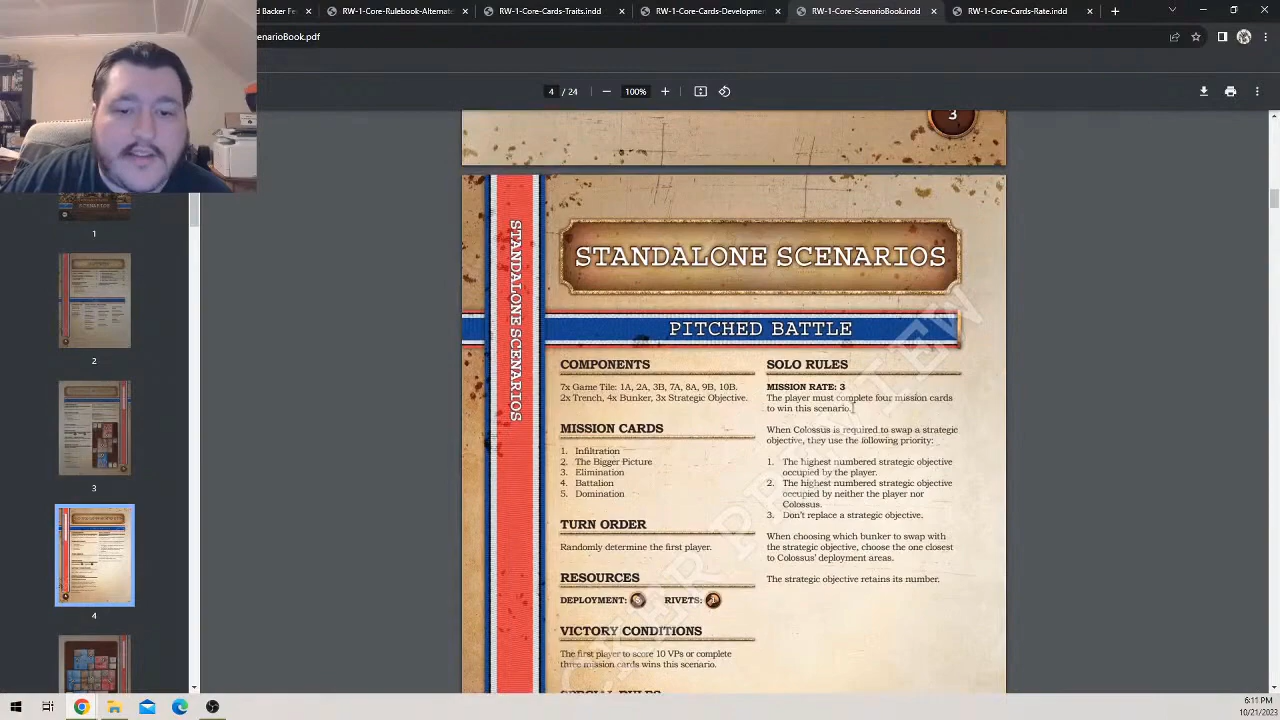 l Backer Fe
RW-1-Core-Rulebook-Alternate
RW-1-Core-Cards-Traits.indd
RW-1-Core-Cards-Developmen
RW-1-Core-ScenarioBook.indd
RW-1-Core-Cards-Rate.indd
enarioBook.pdf
4 / 24
100%
3
STANDALONE SCENARIOS
STANDALONE SCENARIOS
PITCHED BATTLE
COMPONENTS
7x Game Tile: 1A, 2A, 3B, 7A, 8A, 9B, 10B.
2x Trench, 4x Bunker, 3x Strategic Objective.
MISSION CARDS
1. Infiltration
2. The Bigger Picture
3. Elimination
4. Battalion
5. Domination
TURN ORDER
Randomly determine the first player.
RESOURCES
DEPLOYMENT:
RIVETS:
VICTORY CONDITIONS
The first player to score 10 VPs or complete
three mission cards wins this scenario.
SPECIAL RULES
SOLO RULES
MISSION RATE: 3
The player must complete four mission cards
to win this scenario.
When Colossus is required to swap a strategic
objective, they use the following priority:
1. The highest numbered strategic objective
occupied by the player.
2. The highest numbered strategic objective
occupied by neither the player nor
Colossus.
3. Don't replace a strategic objective.
When choosing which bunker to swap with
the strategic objective, choose the one closest
to Colossus' deployment areas.
The strategic objective retains its number.
1
2
3
4
6:11 PM
10/21/2023